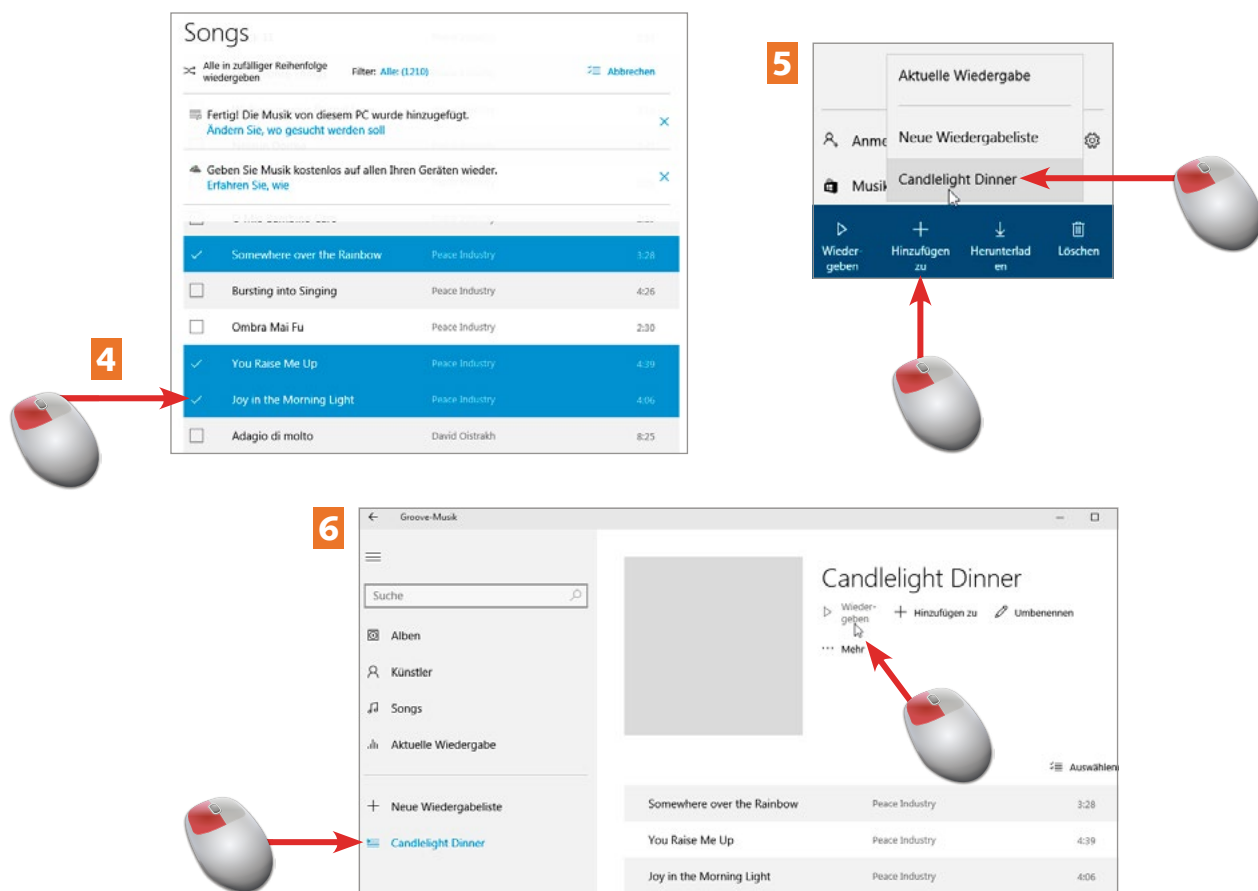 Songs
Alle in zufälliger Reihenfolge
wiedergeben
Filter: Alle: (1210)
Abbrechen
Fertig! Die Musik von diesem PC wurde hinzugefügt.
Ändern Sie, wo gesucht werden soll
Geben Sie Musik kostenlos auf allen Ihren Geräten wieder.
Erfahren Sie, wie
Somewhere over the Rainbow Peace Industry 3:28
Bursting into Singing Peace Industry 4:26
Ombra Mai Fu Peace Industry 2:30
You Raise Me Up Peace Industry 4:39
4
Joy in the Morning Light Peace Industry 4:06
Adagio di molto David Oistrakh 8:25
5
Aktuelle Wiedergabe
Neue Wiedergabeliste
Anme
Candlelight Dinner
Musik
Wieder-
geben
Hinzufügen
zu
Herunterlad
en
Löschen
6
Groove-Musik
Suche
Alben
Künstler
Songs
Aktuelle Wiedergabe
Neue Wiedergabeliste
Candlelight Dinner
Candlelight Dinner
Wieder-
geben
Hinzufügen zu
Umbenennen
Mehr
Auswählen
Somewhere over the Rainbow Peace Industry 3:28
You Raise Me Up Peace Industry 4:39
Joy in the Morning Light Peace Industry 4:06